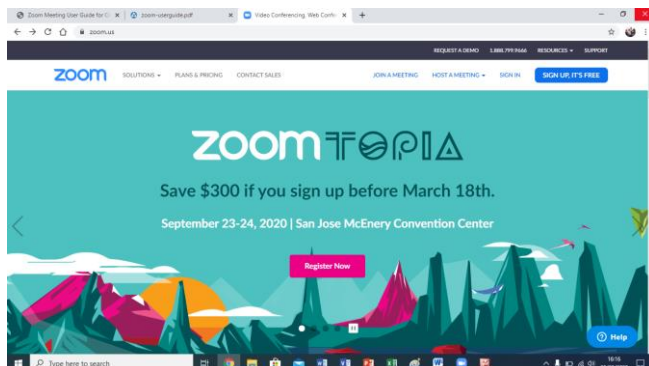 Zoom Meeting User Guide for
zoom-userguide.pdf
Video Conferencing, Web Conf
zoom.us
REQUEST A DEMO 1.888.799.9666 RESOURCES SUPPORT
zoom SOLUTIONS PLANS & PRICING CONTACT SALES JOIN A MEETING HOST A MEETING SIGN IN SIGN UP, IT'S FREE
ZOOMTOPIA
Save $300 if you sign up before March 18th.
September 23-24, 2020 | San Jose McEnery Convention Center
Register Now
Help
Type here to search
16:16